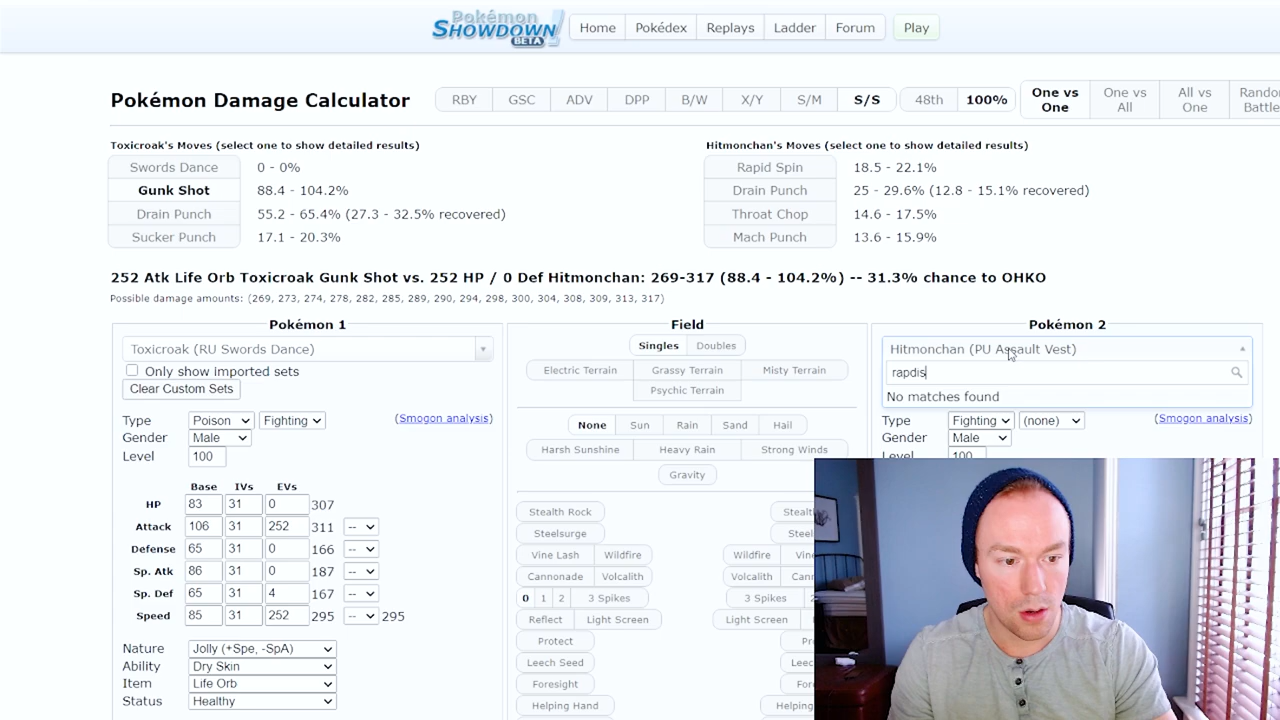 Pokémon
SHOWDOWN!
BETA
Home Pokédex Replays Ladder Forum Play
Pokémon Damage Calculator RBY GSC ADV DPP B/W X/Y S/M S/S 48th 100% One vs One One vs All All vs One
Toxicroak's Moves (select one to show detailed results) Hitmonchan's Moves (select one to show detailed results)
Swords Dance 0 - 0% Rapid Spin 18.5 - 22.1%
Gunk Shot 88.4 - 104.2% Drain Punch 25 - 29.6% (12.8 - 15.1% recovered)
Drain Punch 55.2 - 65.4% (27.3 - 32.5% recovered) Throat Chop 14.6 - 17.5%
Sucker Punch 17.1 - 20.3% Mach Punch 13.6 - 15.9%
252 Atk Life Orb Toxicroak Gunk Shot vs. 252 HP / 0 Def Hitmonchan: 269-317 (88.4 - 104.2%) -- 31.3% chance to OHKO
Possible damage amounts: (269, 273, 274, 278, 282, 285, 289, 290, 294, 298, 300, 304, 308, 309, 313, 317)
Pokémon 1 Field Pokémon 2
Toxicroak (RU Swords Dance) Singles Doubles Hitmonchan (PU Assault Vest)
Only show imported sets Electric Terrain Grassy Terrain Misty Terrain rapdis
Clear Custom Sets Psychic Terrain No matches found
Type Poison Fighting (Smogon analysis) None Sun Rain Sand Hail Type Fighting (none) (Smogon analysis)
Gender Male Harsh Sunshine Heavy Rain Strong Winds Gender Male
Level 100 Gravity Level 100
Base IVs EVs
HP 83 31 0 307 Stealth Rock
Attack 106 31 252 311 -- Steelsurge
Defense 65 31 0 166 -- Vine Lash Wildfire Wildfire
Sp. Atk 86 31 0 187 -- Cannonade Volcalith Volcalith
Sp. Def 65 31 4 167 -- 0 1 2 3 Spikes 3 Spikes
Speed 85 31 252 295 -- 295 Reflect Light Screen Light Screen
Protect
Nature Jolly (+Spe, -SpA) Leech Seed
Ability Dry Skin Foresight
Item Life Orb Helping Hand
Status Healthy